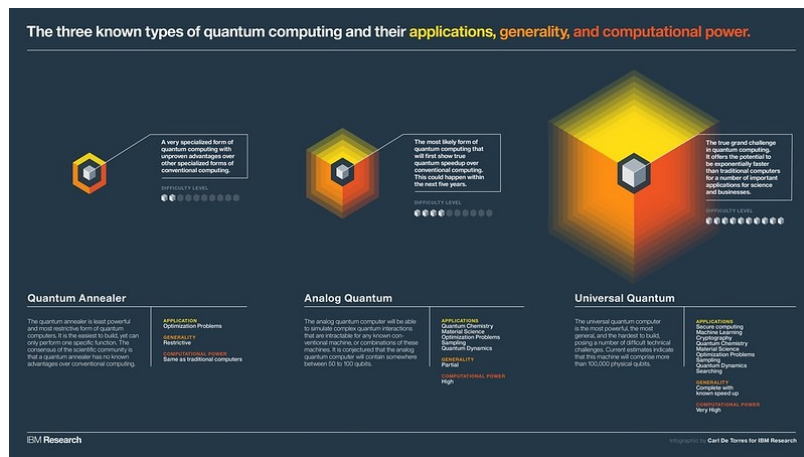 The three known types of quantum computing and their applications, generality, and computational power.
A very specialized form of
quantum computing with
unproven advantages over
other specialized forms of
conventional computing.
DIFFICULTY LEVEL
The most likely form of
quantum computing that
will first show true
quantum speedup over
conventional computing.
This could happen within
the next five years.
DIFFICULTY LEVEL
The true grand challenge
in quantum computing.
It offers the potential to
be exponentially faster
than traditional computers
for a number of important
applications for science
and businesses.
DIFFICULTY LEVEL
Quantum Annealer
The quantum annealer is least powerful
and most restrictive form of quantum
computers. It is the easiest to build, yet can
only perform one specific function. The
consensus of the scientific community is
that a quantum annealer has no known
advantages over conventional computing.
APPLICATION
Optimization Problems
GENERALITY
Restrictive
COMPUTATIONAL POWER
Same as traditional computers
Analog Quantum
The analog quantum computer will be able
to simulate complex quantum interactions
that are intractable for any known con-
ventional machine, or combinations of these
machines. It is conjectured that the analog
quantum computer will contain somewhere
between 50 to 100 qubits.
APPLICATIONS
Quantum Chemistry
Material Science
Optimization Problems
Sampling
Quantum Dynamics
GENERALITY
Partial
COMPUTATIONAL POWER
High
Universal Quantum
The universal quantum computer
is the most powerful, the most
general, and the hardest to build,
posing a number of difficult technical
challenges. Current estimates indicate
that this machine will comprise more
than 100,000 physical qubits.
APPLICATIONS
Secure computing
Machine Learning
Cryptography
Quantum Chemistry
Material Science
Optimization Problems
Sampling
Quantum Dynamics
Searching
GENERALITY
Complete with
known speed up
COMPUTATIONAL POWER
Very High
IBM Research
Infographic by Carl De Torres for IBM Research